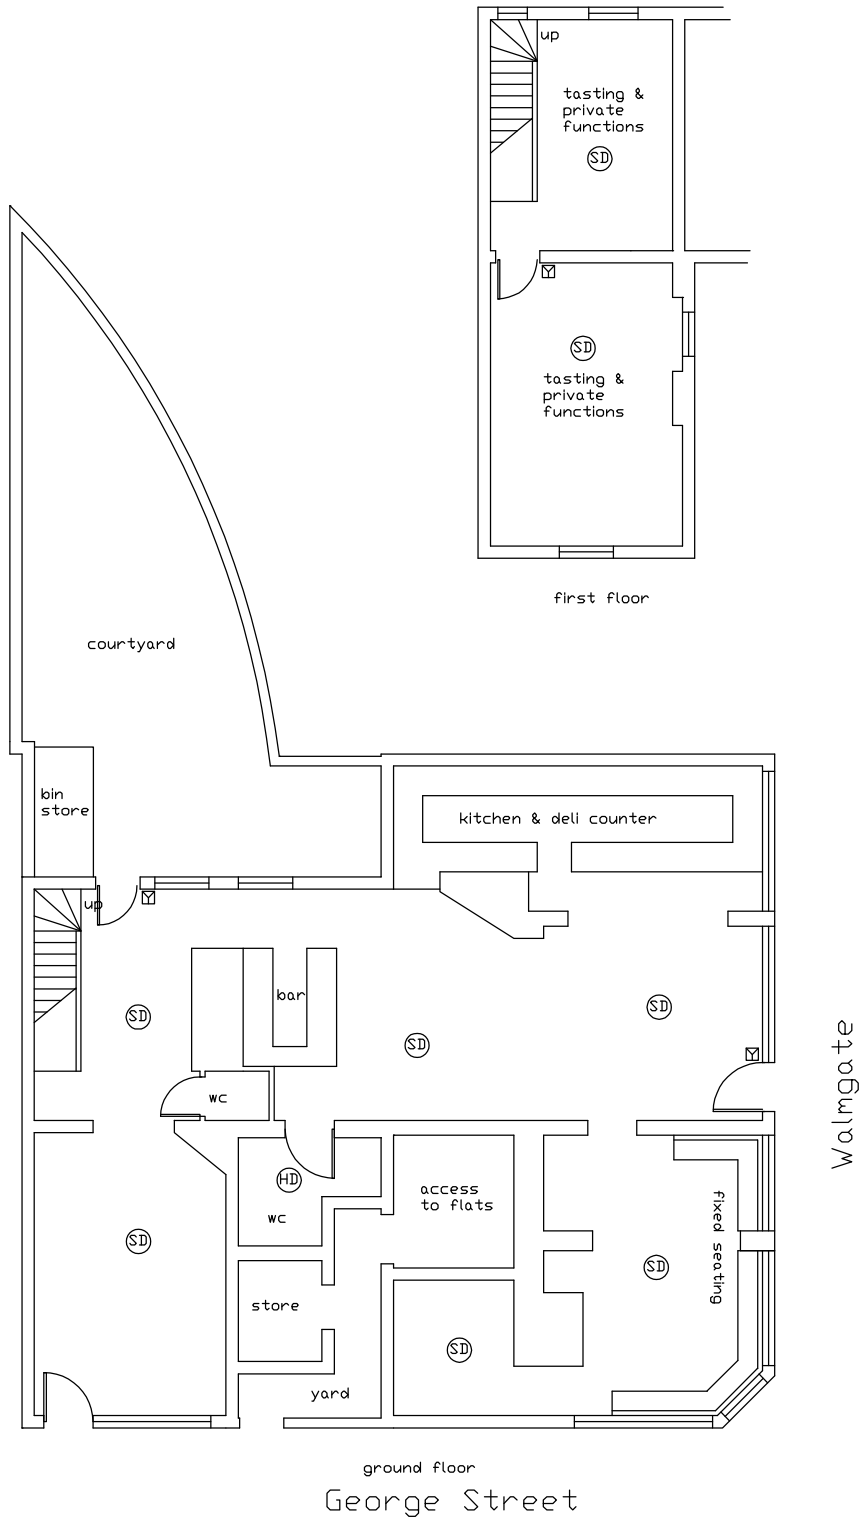 up
tasting &
private
functions
SD
Y
SD
tasting &
private
functions
first floor
courtyard
bin
store
kitchen & deli counter
up
Y
bar
SD
SD
SD
Y
wc
Walmgate
HD
wc
access
to flats
fixed seating
SD
SD
store
SD
yard
ground floor
George Street